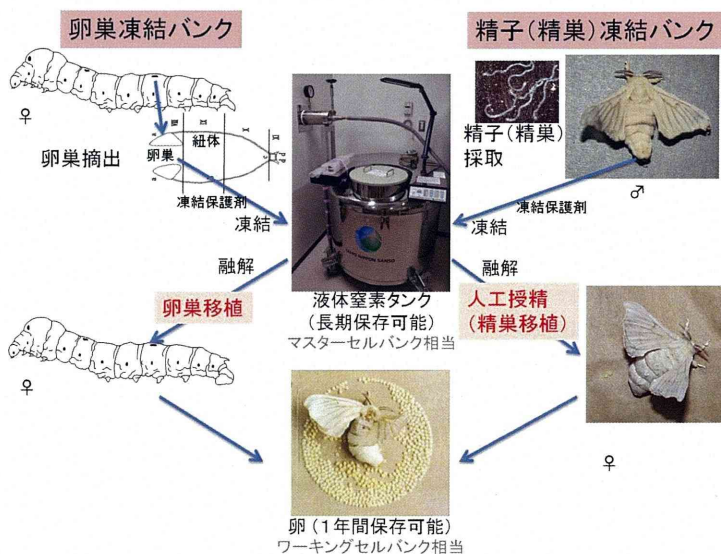 卵巣凍結バンク
精子(精巣)凍結バンク
♀
卵巣摘出
卵巣
紐体
凍結保護剤
凍結
精子(精巣)
採取
♂
凍結保護剤
凍結
融解
卵巣移植
液体窒素タンク
(長期保存可能)
マスターセルバンク相当
融解
人工授精
(精巣移植)
♀
♀
卵(1年間保存可能)
ワーキングセルバンク相当